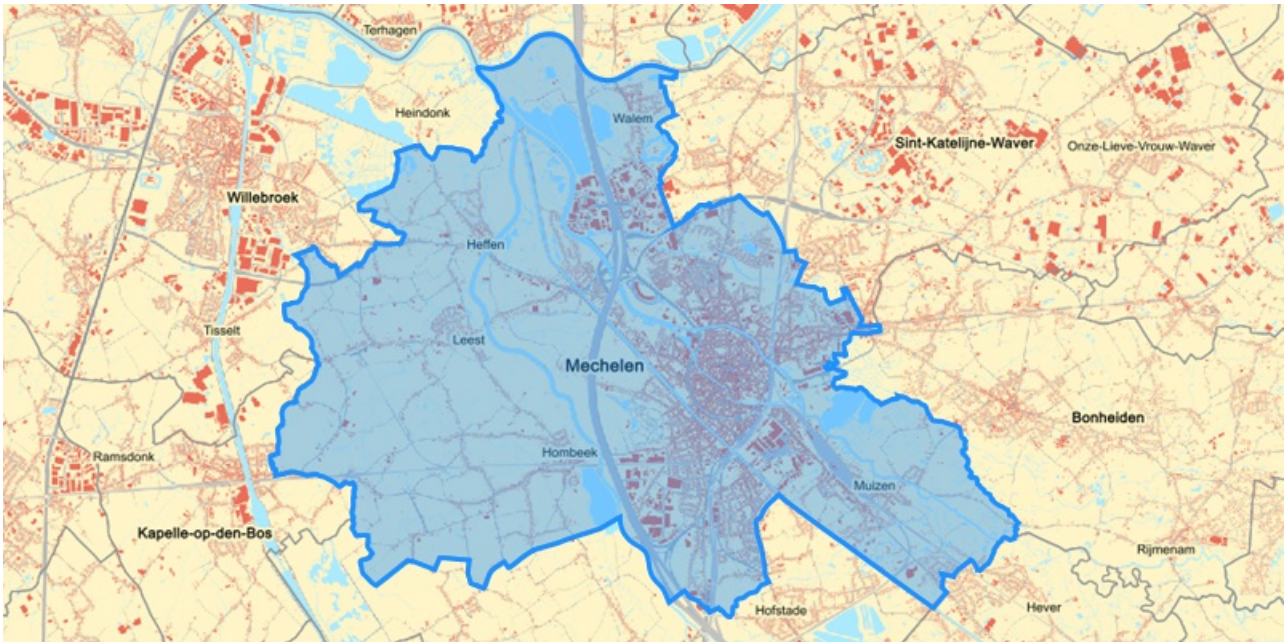 Terhagen
Heindonk
Walem
Sint-Katelijne-Waver
Onze-Lieve-Vrouw-Waver
Willebroek
Heffen
Tisselt
Leest
Mechelen
Bonheiden
Ramsdonk
Hombeek
Muizen
Kapelle-op-den-Bos
Rijmenam
Hofstade
Hever